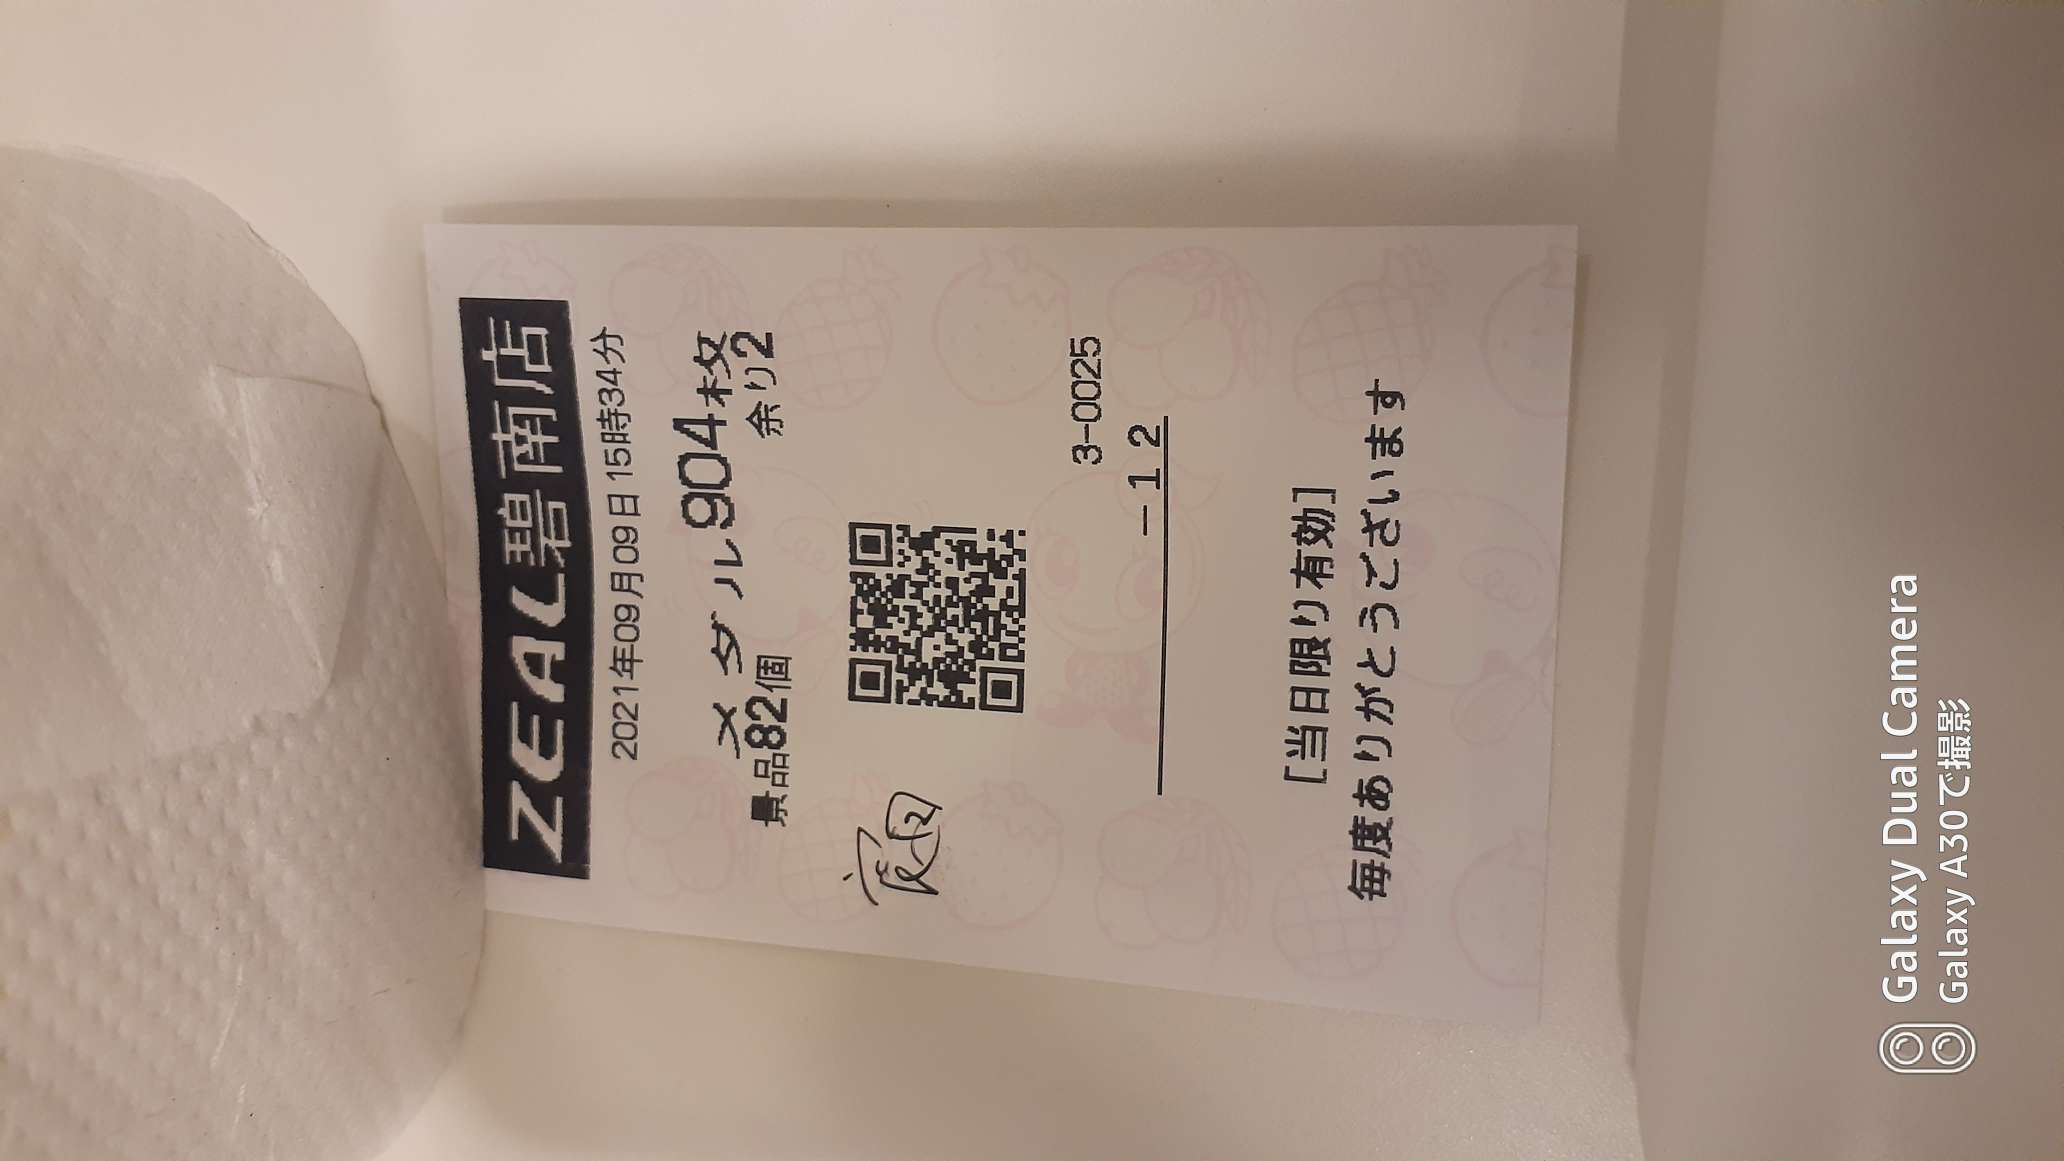 ZEAL碧南店
2021年09月09日 15時34分
メダル904枚
景品82個 余り2
3-0025
-12
[当日限り有効]
毎度ありがとうございます
Galaxy Dual Camera
Galaxy A30で撮影